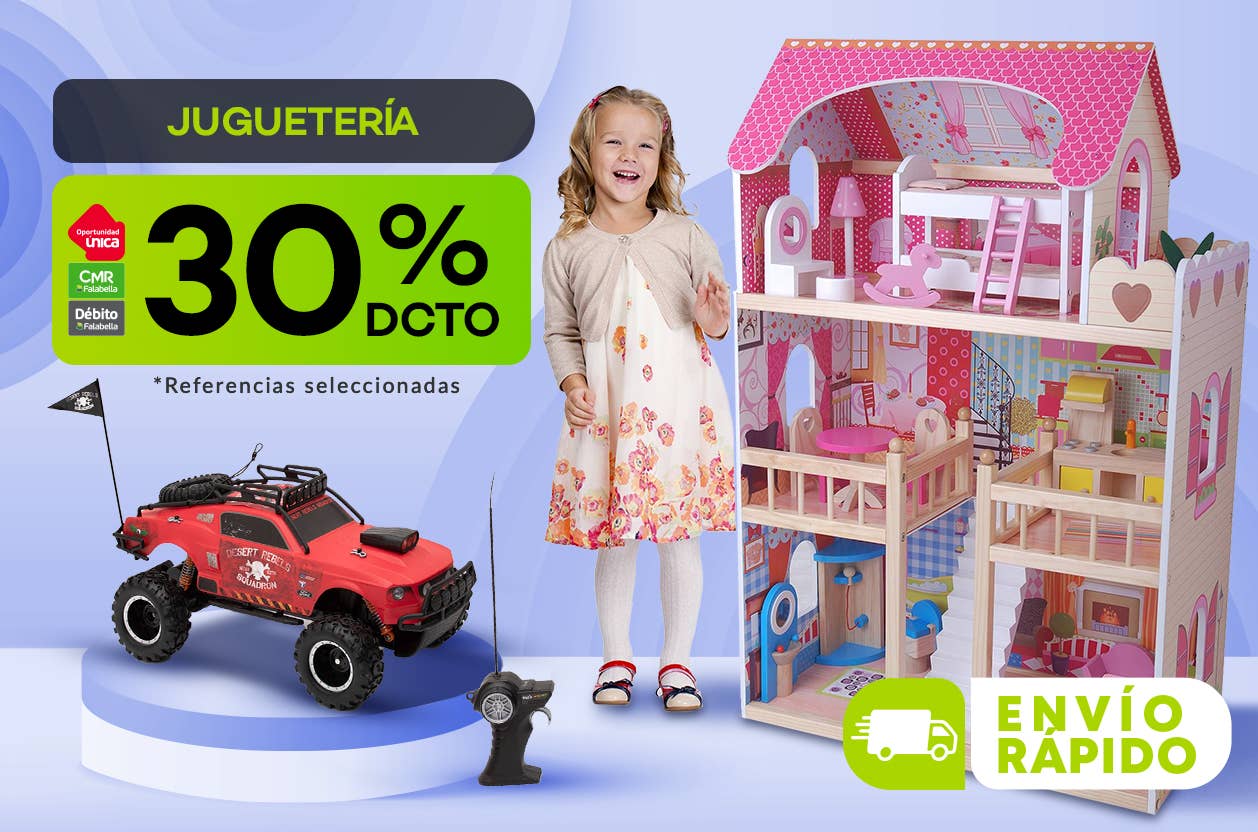 JUGUETERÍA
Oportunidad
única
CMR
Falabella
Débito
Falabella
30%
DCTO
*Referencias seleccionadas
DESERT REBELS
SQUADRON
ENVÍO
RÁPIDO